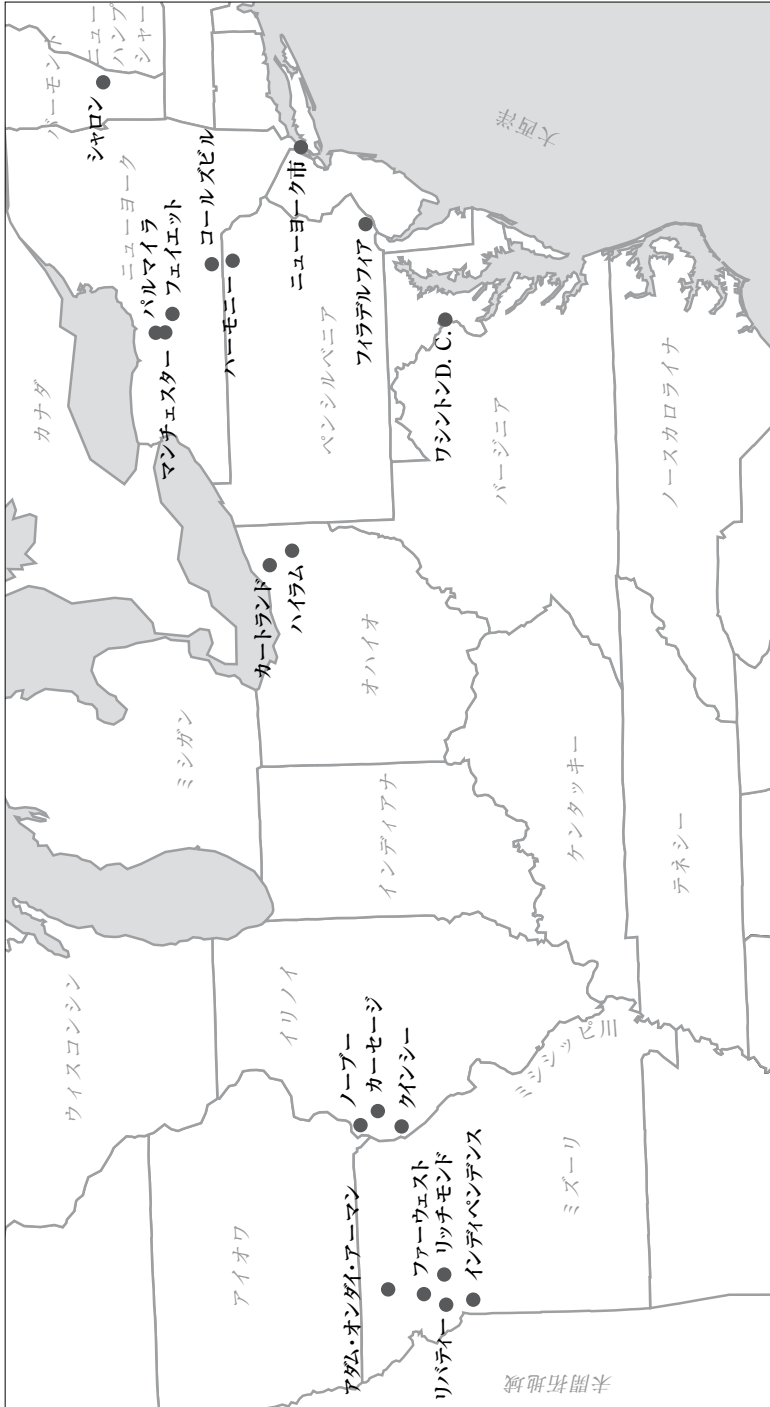 カナダ
バーモント
ニュー
ハンプ
シャー
シャロン
ニューヨーク
パルマイラ
フェイエット
マンチェスター
コールズビル
ハーモニー
ニューヨーク市
ペンシルベニア
フィラデルフィア
ワシントンD.C.
大西洋
バージニア
ノースカロライナ
カートランド
ハイラム
オハイオ
ミシガン
インディアナ
ケンタッキー
テネシー
ウィスコンシン
イリノイ
ノーブー
カーセージ
クインシー
ミシシッピ川
アイオワ
アダム・オンダイ・アーマン
ファーウェスト
リッチモンド
リバティー
インディペンデンス
ミズーリ
未開拓地域